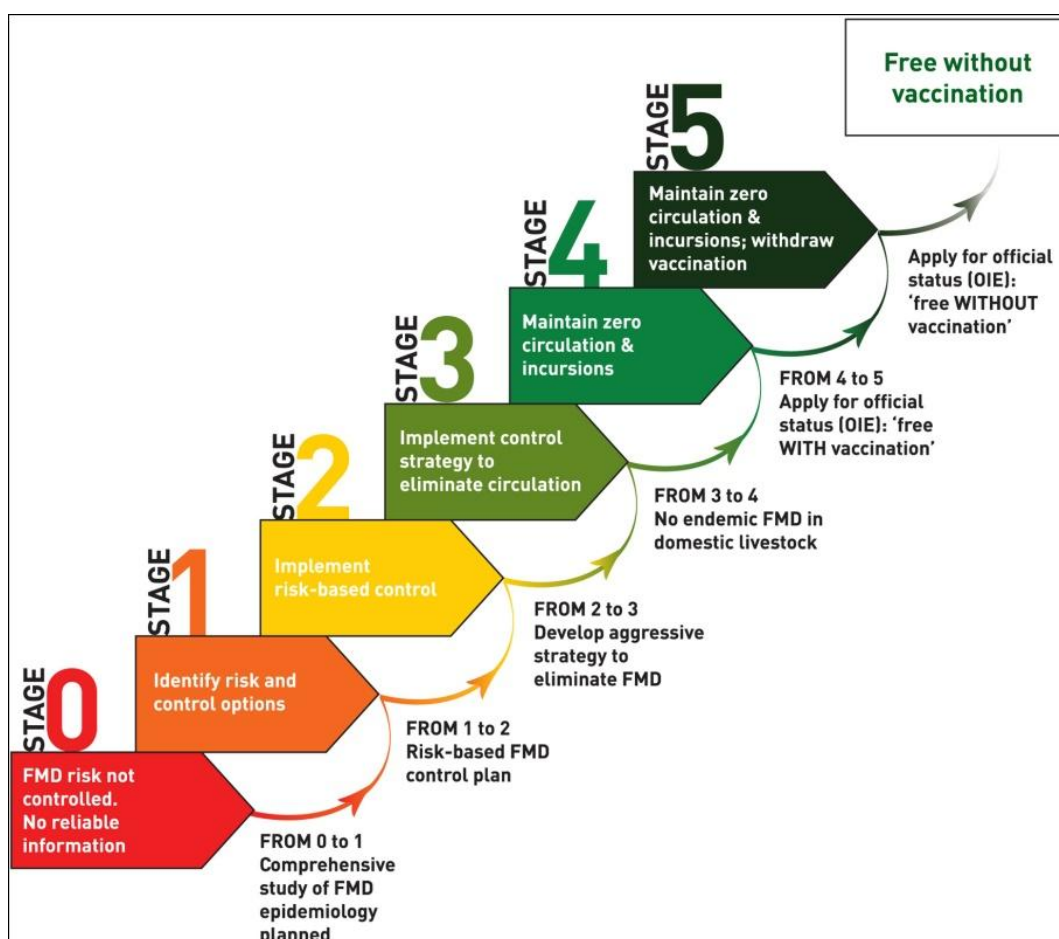 Free without
vaccination
STAGE 5
Maintain zero
circulation &
incursions; withdraw
vaccination
Apply for official
status (OIE):
‘free WITHOUT
vaccination’
STAGE 4
Maintain zero
circulation &
incursions
FROM 4 to 5
Apply for official
status (OIE): ‘free
WITH vaccination’
STAGE 3
Implement control
strategy to
eliminate circulation
FROM 3 to 4
No endemic FMD in
domestic livestock
STAGE 2
Implement
risk-based control
FROM 2 to 3
Develop aggressive
strategy to
eliminate FMD
STAGE 1
Identify risk and
control options
FROM 1 to 2
Risk-based FMD
control plan
STAGE 0
FMD risk not
controlled.
No reliable
information
FROM 0 to 1
Comprehensive
study of FMD
epidemiology
planned